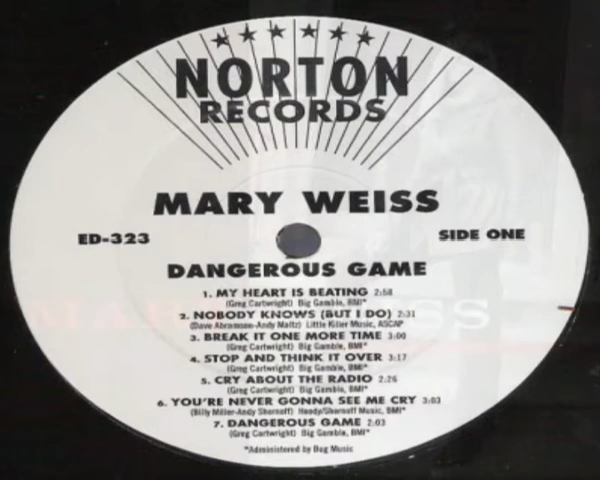 NORTON
RECORDS
MARY WEISS
ED-323
SIDE ONE
DANGEROUS GAME
1. MY HEART IS BEATING 2:58
(Greg Cartwright) Big Gamble, BMI*
2. NOBODY KNOWS (BUT I DO) 2:31
(Dave Abramson-Andy Maltz) Little Killer Music, ASCAP
3. BREAK IT ONE MORE TIME 3:00
(Greg Cartwright) Big Gamble, BMI*
4. STOP AND THINK IT OVER 3:17
(Greg Cartwright) Big Gamble, BMI*
5. CRY ABOUT THE RADIO 2:26
(Greg Cartwright) Big Gamble, BMI*
6. YOU'RE NEVER GONNA SEE ME CRY 3:03
(Billy Miller-Andy Shernoff) Handy/Shernoff Music, BMI*
7. DANGEROUS GAME 2:03
(Greg Cartwright) Big Gamble, BMI*
*Administered by Bug Music